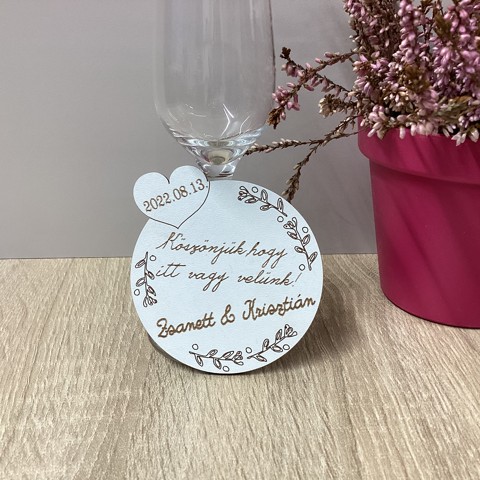 2022.08.13.
Köszönjük,hogy
itt vagy velünk!
Zsanett & Krisztián